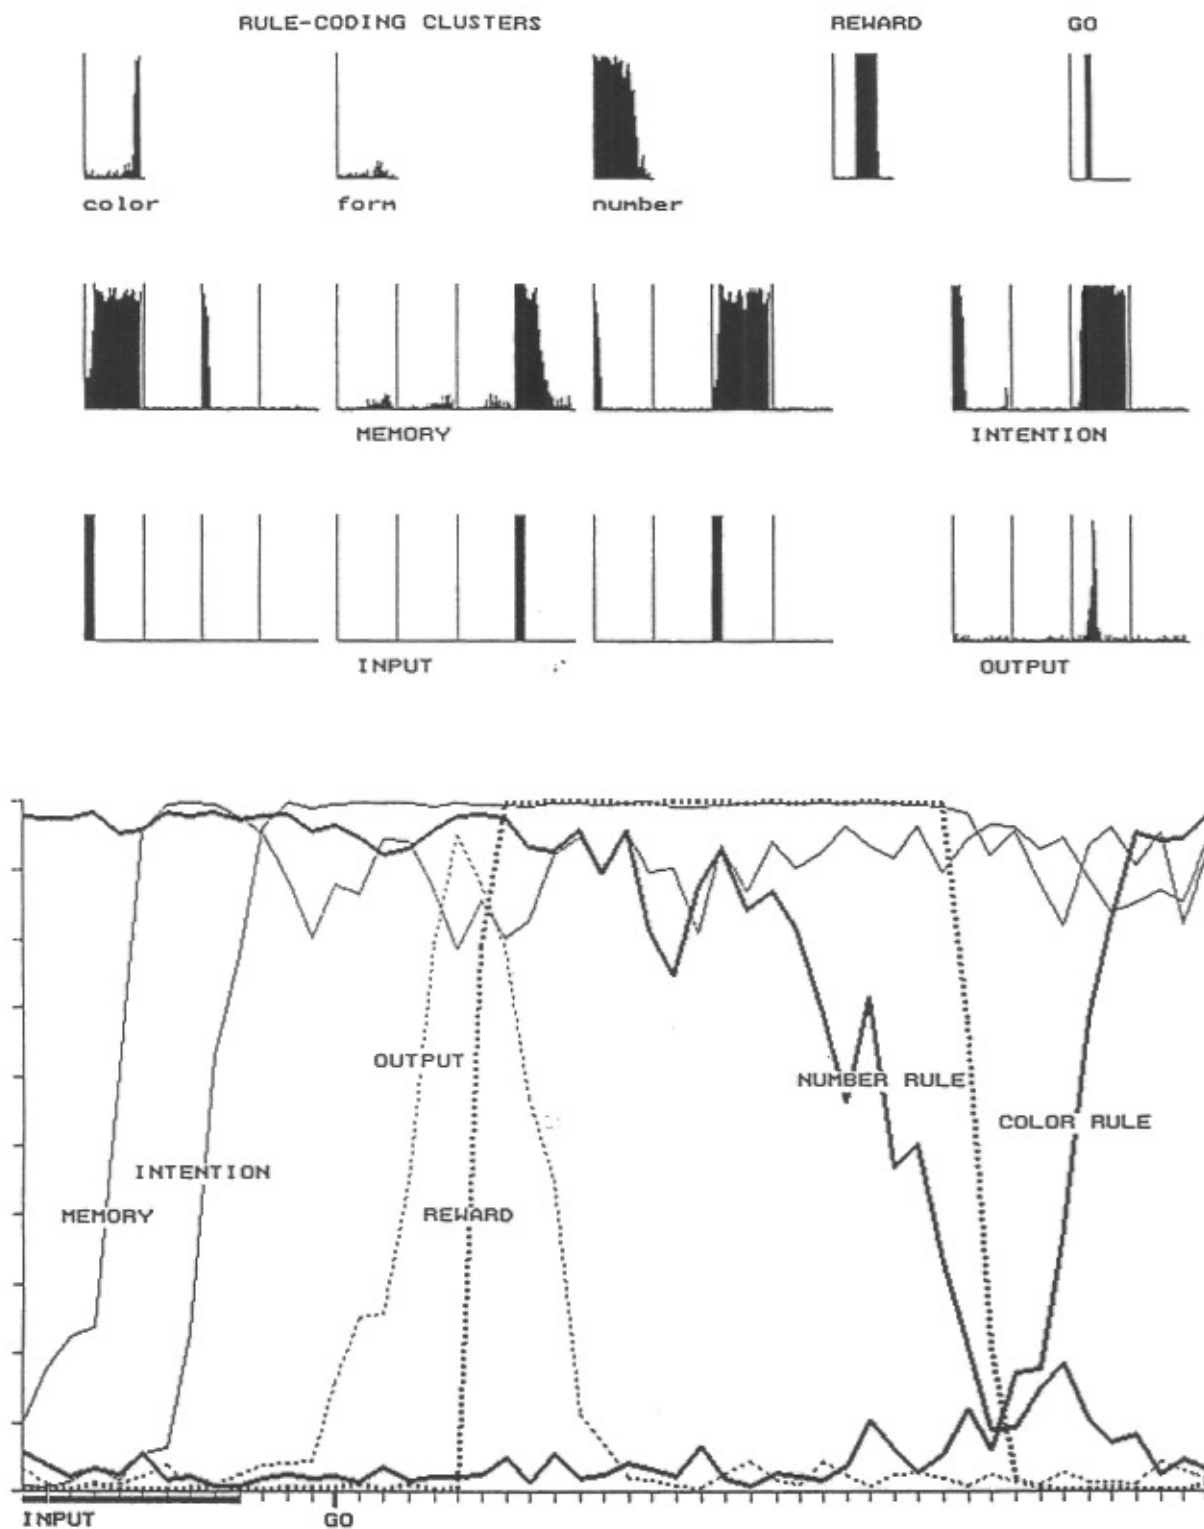 RULE-CODING CLUSTERS REWARD GO
color form number
MEMORY INTENTION
INPUT OUTPUT
OUTPUT
NUMBER RULE
COLOR RULE
INTENTION
MEMORY
REWARD
INPUT GO